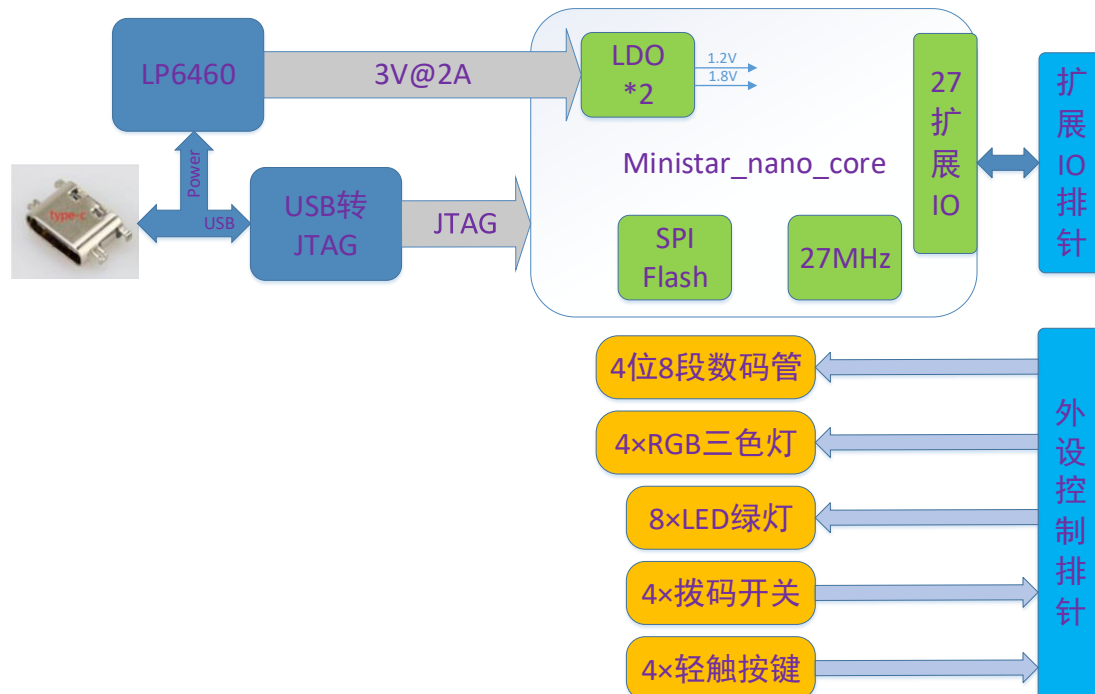 LP6460
3V@2A
LDO
*2
1.2V
1.8V
27
扩
展
IO
扩
展
IO
排
针
Ministar_nano_core
Power
type-c
USB
USB转
JTAG
JTAG
SPI
Flash
27MHz
4位8段数码管
4×RGB三色灯
8×LED绿灯
4×拨码开关
4×轻触按键
外
设
控
制
排
针